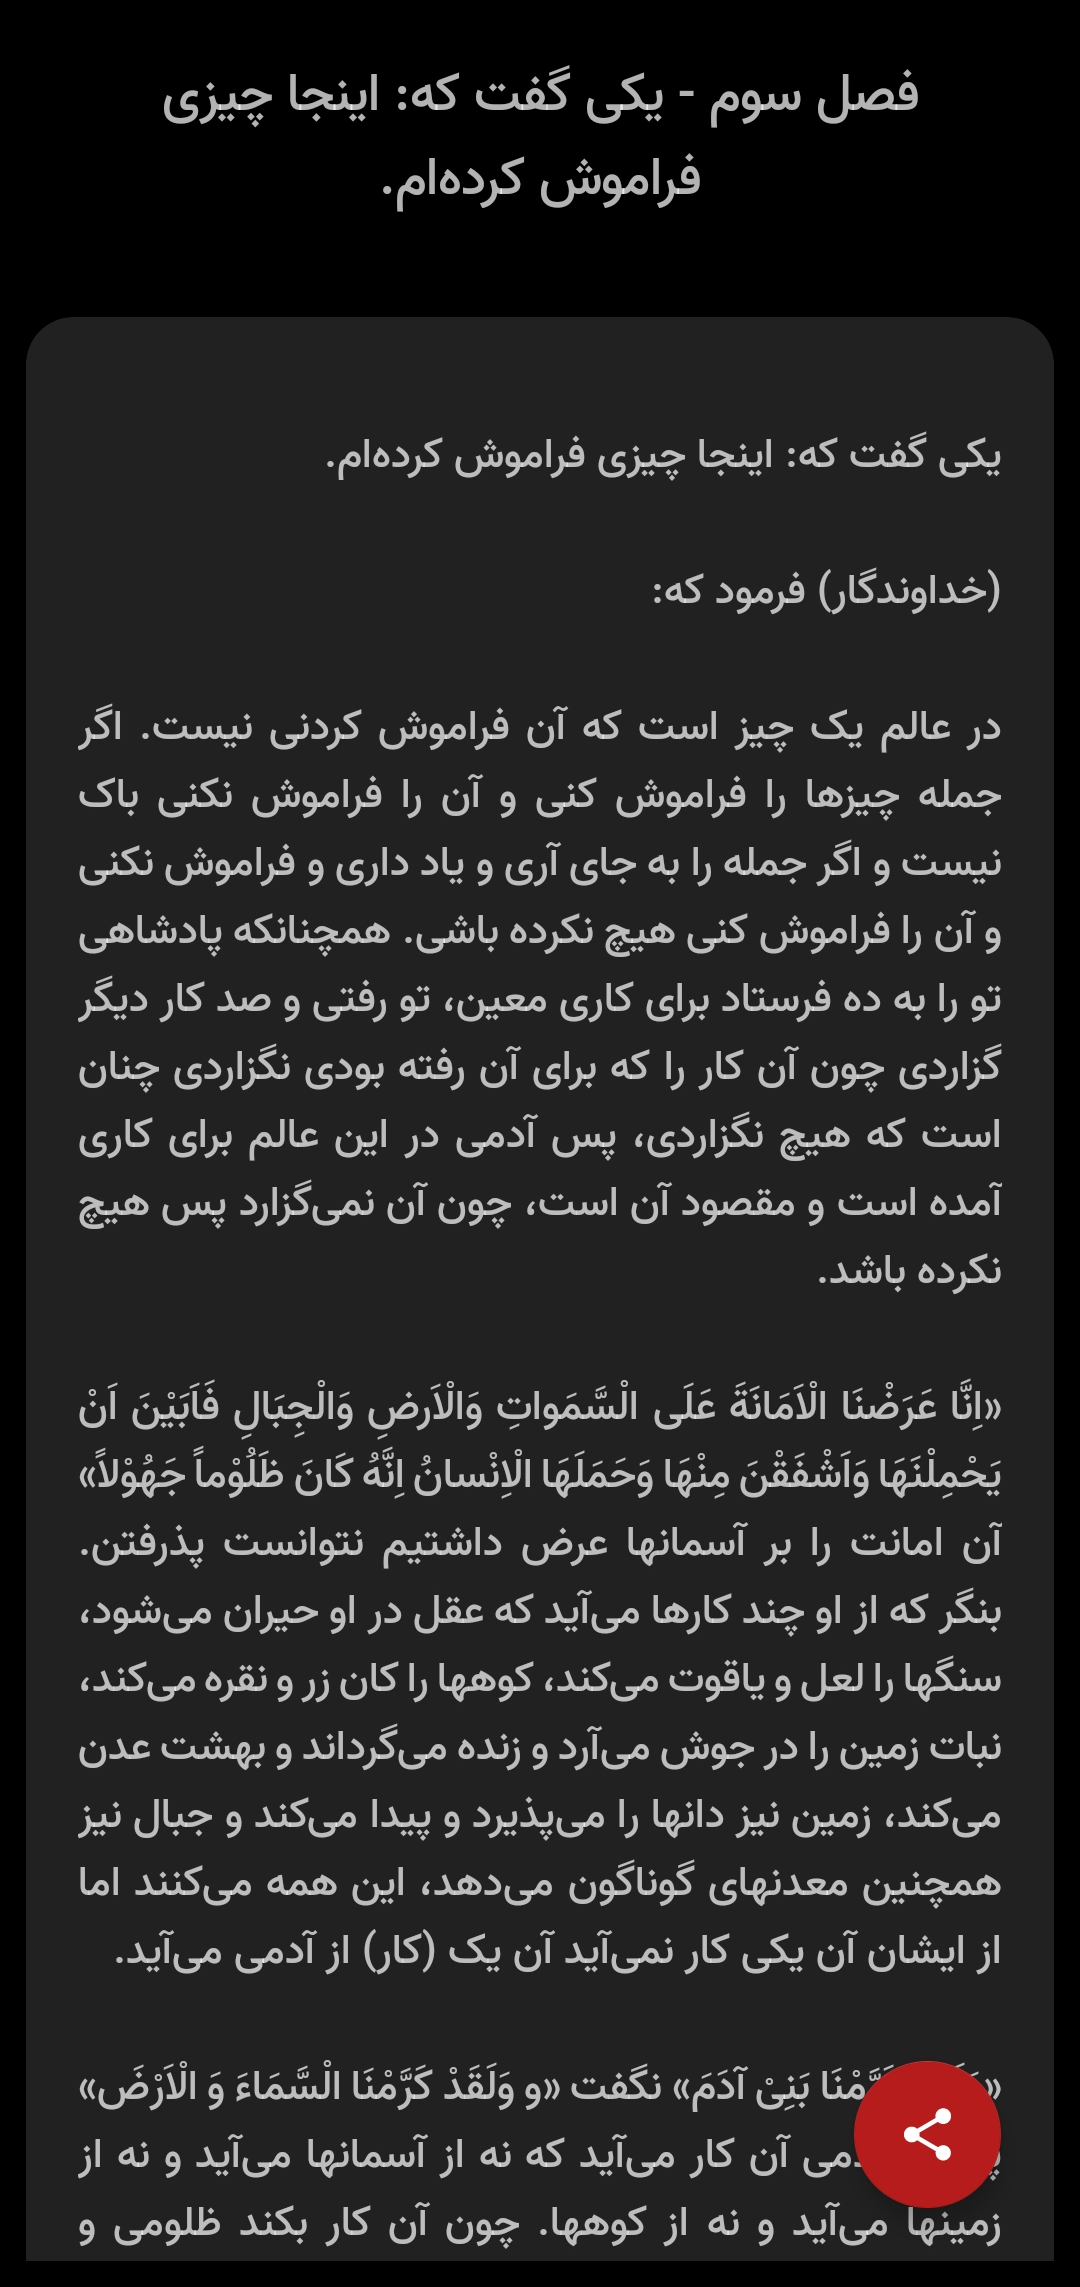 فصل سوم - یکی گفت که: اینجا چیزی
فراموش کرده‌ام.
یکی گفت که: اینجا چیزی فراموش کرده‌ام.
(خداوندگار) فرمود که:
در عالم یک چیز است که آن فراموش کردنی نیست. اگر
جمله چیزها را فراموش کنی و آن را فراموش نکنی باک
نیست و اگر جمله را به جای آری و یاد داری و فراموش نکنی
و آن را فراموش کنی هیچ نکرده باشی. همچنانکه پادشاهی
تو را به ده فرستاد برای کاری معین، تو رفتی و صد کار دیگر
گزاردی چون آن کار را که برای آن رفته بودی نگزاردی چنان
است که هیچ نگزاردی، پس آدمی در این عالم برای کاری
آمده است و مقصود آن است، چون آن نمی‌گزارد پس هیچ
نکرده باشد.
«اِنَّا عَرَضْنَا الْاَمَانَةَ عَلَی الْسَّمَواتِ وَالْاَرضِ وَالْجِبَالِ فَاَبَیْنَ اَنْ
یَحْمِلْنَهَا وَاَشْفَقْنَ مِنْهَا وَحَمَلَهَا الْاِنْسانُ اِنَّهُ کَانَ ظَلُوْماً جَهُوْلاً»
آن امانت را بر آسمانها عرض داشتیم نتوانست پذرفتن.
بنگر که از او چند کارها می‌آید که عقل در او حیران می‌شود،
سنگها را لعل و یاقوت می‌کند، کوهها را کان زر و نقره می‌کند،
نبات زمین را در جوش می‌آرد و زنده می‌گرداند و بهشت عدن
می‌کند، زمین نیز دانها را می‌پذیرد و پیدا می‌کند و جبال نیز
همچنین معدنهای گوناگون می‌دهد، این همه می‌کنند اما
از ایشان آن یکی کار نمی‌آید آن یک (کار) از آدمی می‌آید.
بَنِیْ آدَمَ» نگفت «و وَلَقَدْ کَرَّمْنَا الْسَّمَاءَ وَ الْاَرْضَ»
آن کار می‌آید که نه از آسمانها می‌آید و نه از
زمینها می‌آید و نه از کوهها. چون آن کار بکند ظلومی و